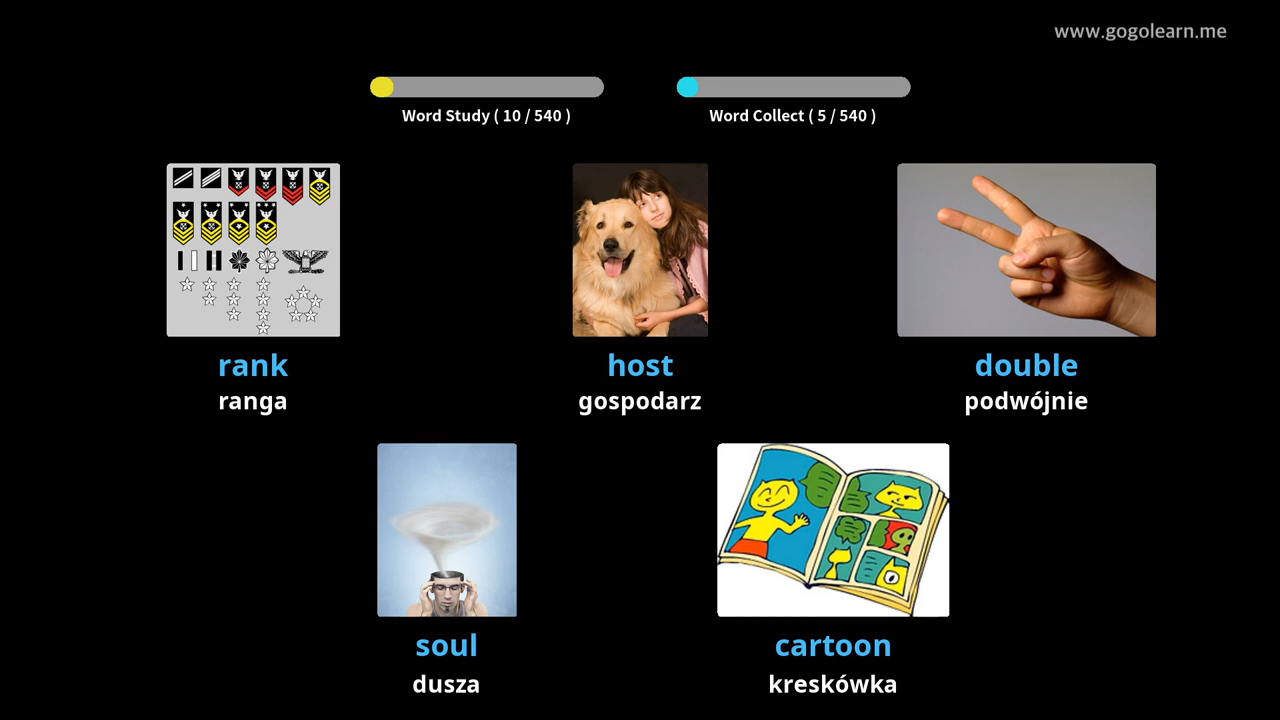 www.gogolearn.me
Word Study ( 10 / 540 )
Word Collect ( 5 / 540 )
rank
ranga
host
gospodarz
double
podwójnie
soul
dusza
cartoon
kreskówka